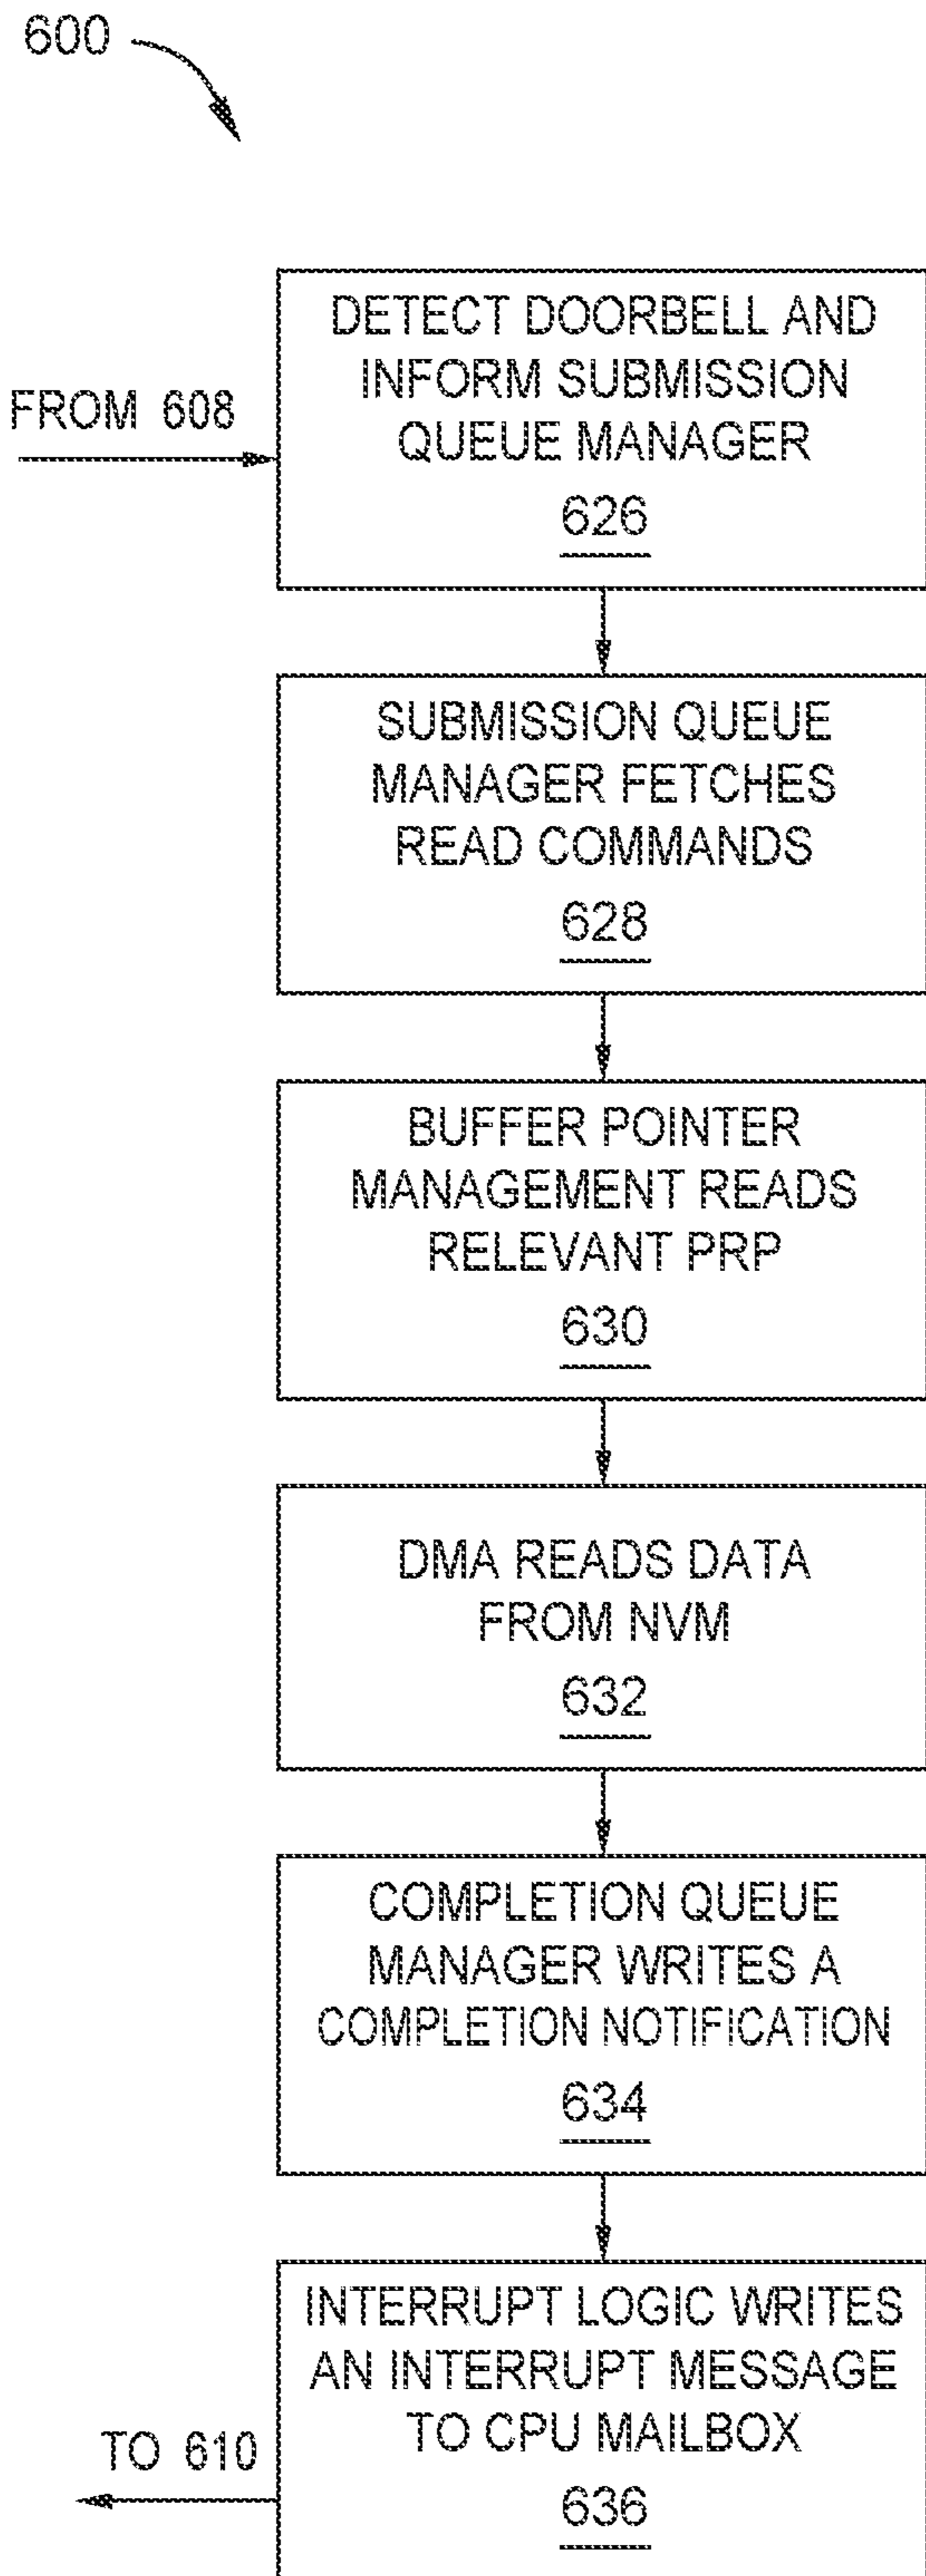 600
DETECT DOORBELL AND
INFORM SUBMISSION
QUEUE MANAGER
626
FROM 608
SUBMISSION QUEUE
MANAGER FETCHES
READ COMMANDS
628
BUFFER POINTER
MANAGEMENT READS
RELEVANT PRP
630
DMA READS DATA
FROM NVM
632
COMPLETION QUEUE
MANAGER WRITES A
COMPLETION NOTIFICATION
634
INTERRUPT LOGIC WRITES
AN INTERRUPT MESSAGE
TO CPU MAILBOX
636
TO 610